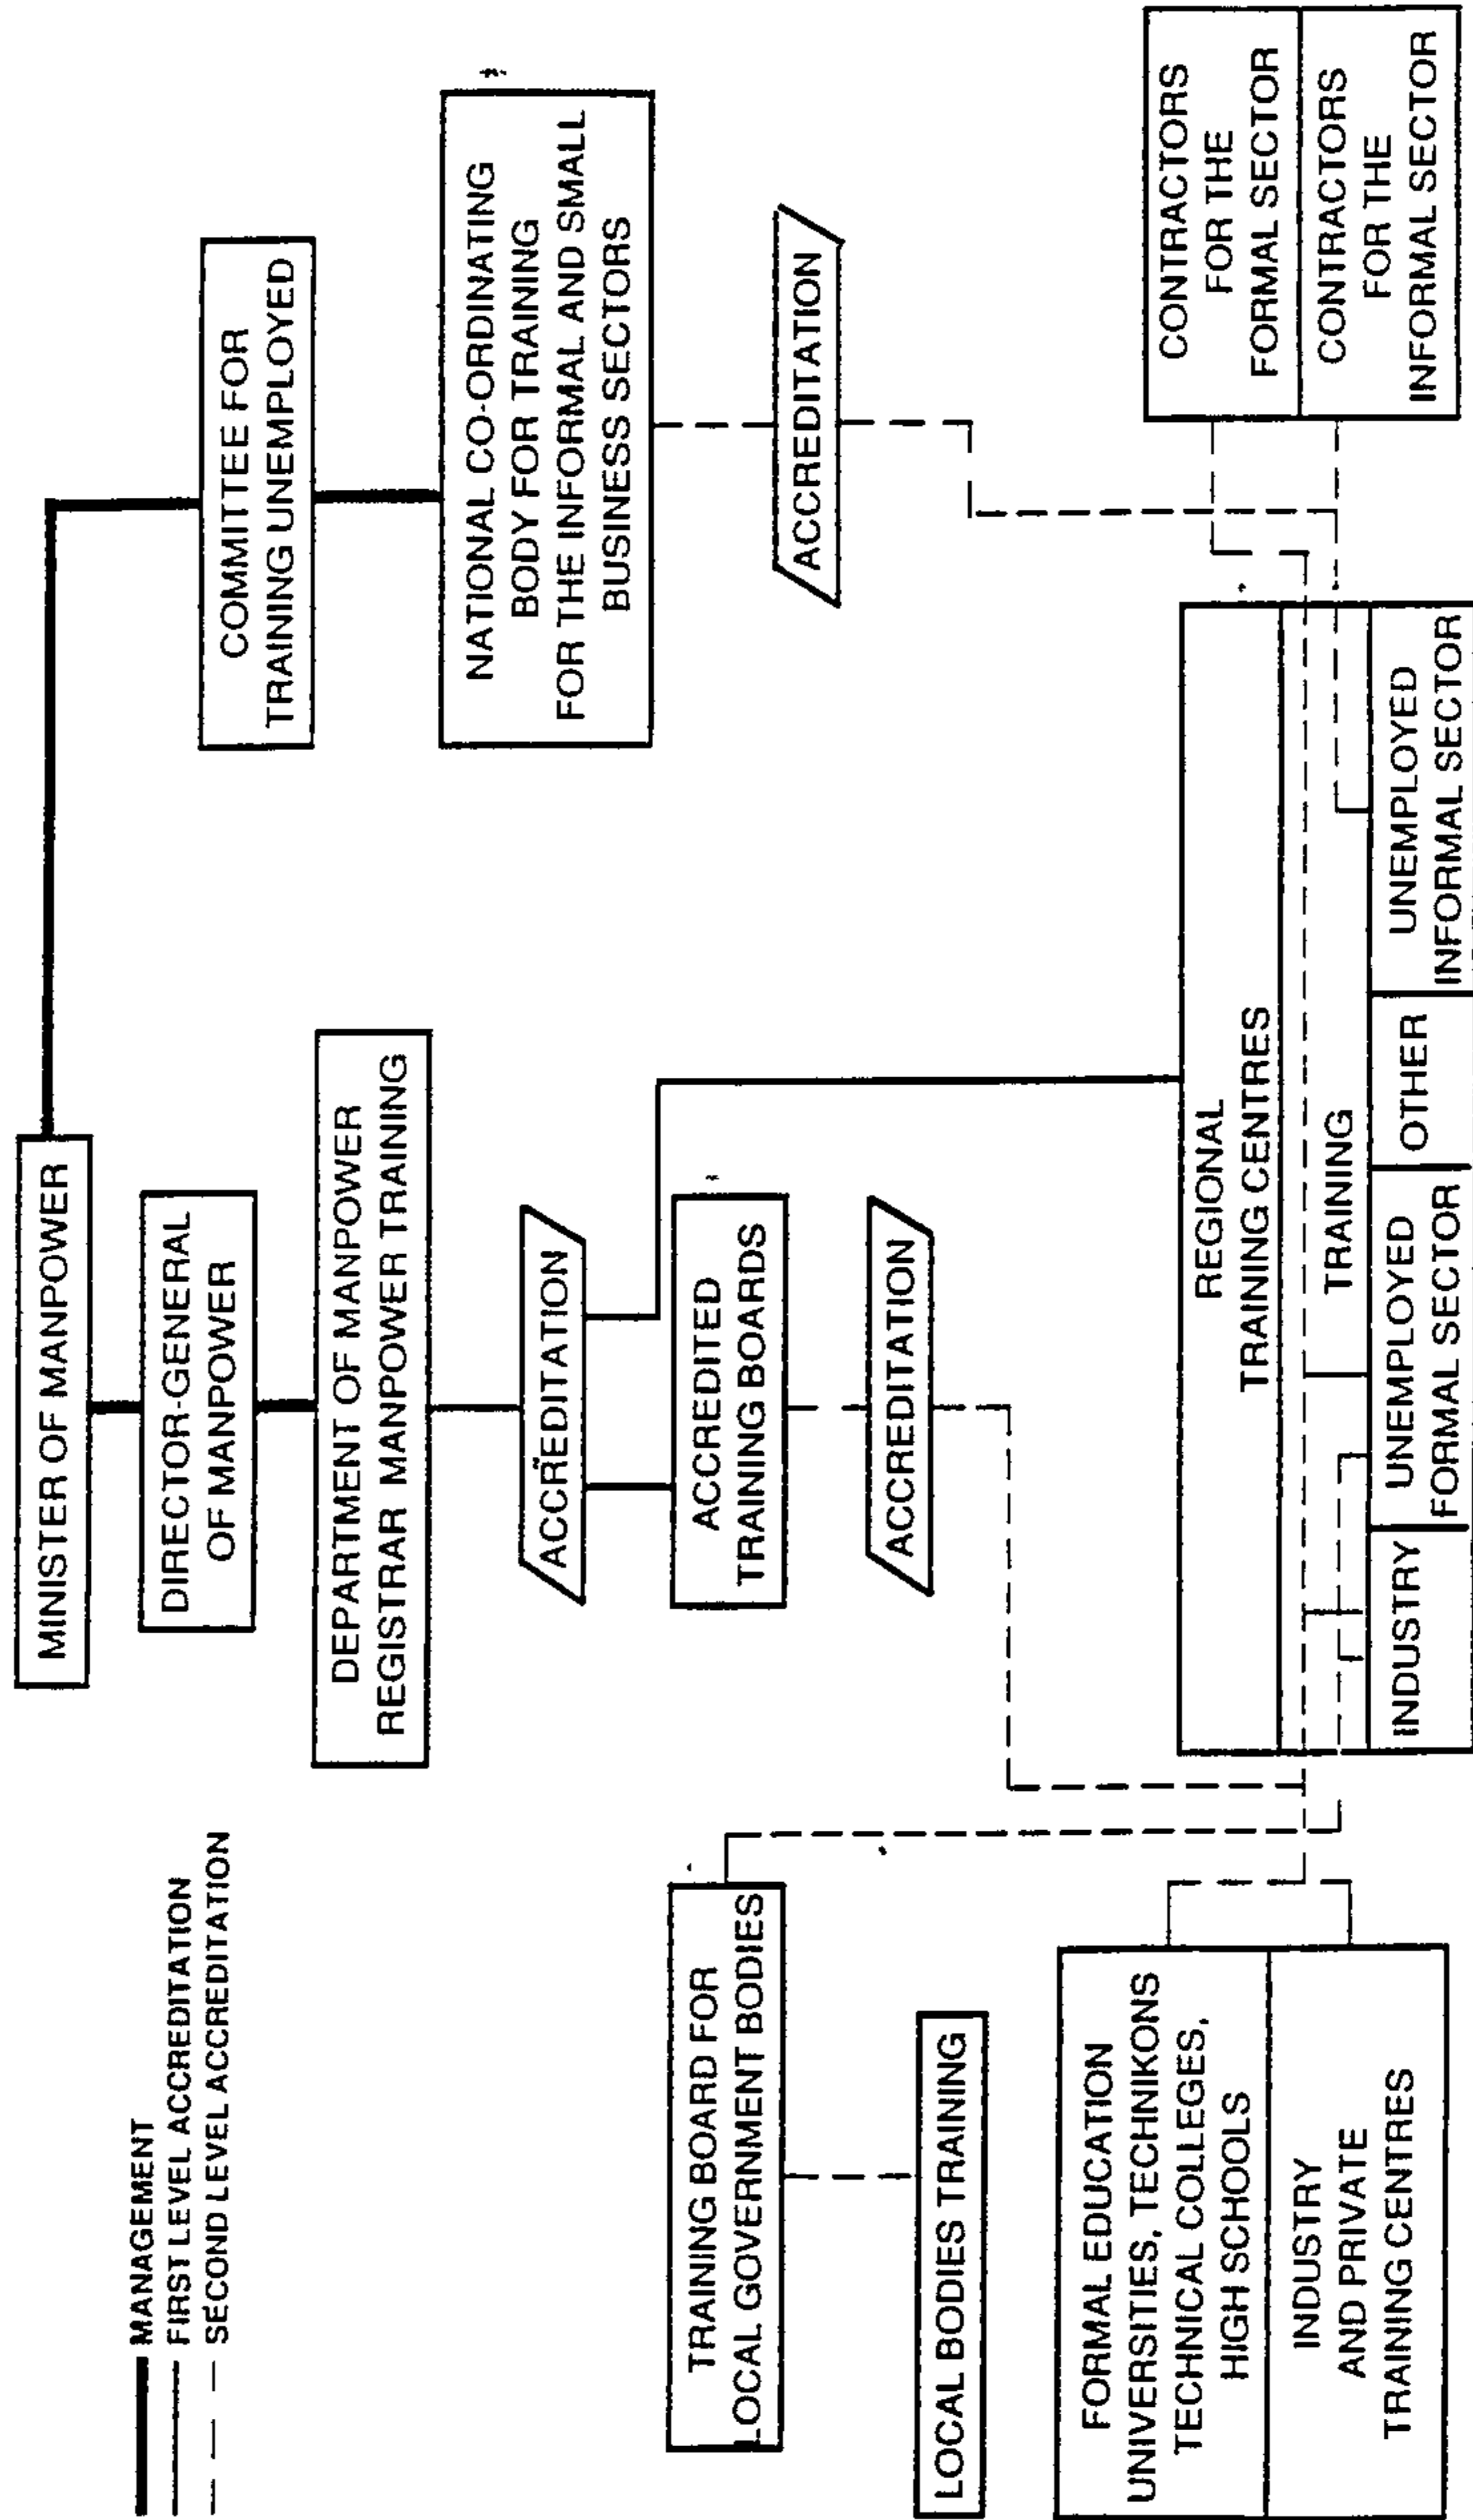 MANAGEMENT
FIRST LEVEL ACCREDITATION
SECOND LEVEL ACCREDITATION
MINISTER OF MANPOWER
DIRECTOR-GENERAL
OF MANPOWER
DEPARTMENT OF MANPOWER
REGISTRAR MANPOWER TRAINING
ACCREDITATION
ACCREDITED
TRAINING BOARDS
ACCREDITATION
COMMITTEE FOR
TRAINING UNEMPLOYED
NATIONAL CO-ORDINATING
BODY FOR TRAINING
FOR THE INFORMAL AND SMALL
BUSINESS SECTORS
ACCREDITATION
TRAINING BOARD FOR
LOCAL GOVERNMENT BODIES
LOCAL BODIES TRAINING
FORMAL EDUCATION
UNIVERSITIES, TECHNIKONS
TECHNICAL COLLEGES,
HIGH SCHOOLS
INDUSTRY
AND PRIVATE
TRAINING CENTRES
REGIONAL
TRAINING CENTRES
TRAINING
INDUSTRY
UNEMPLOYED
FORMAL SECTOR
OTHER
UNEMPLOYED
INFORMAL SECTOR
CONTRACTORS
FOR THE
FORMAL SECTOR
CONTRACTORS
FOR THE
INFORMAL SECTOR